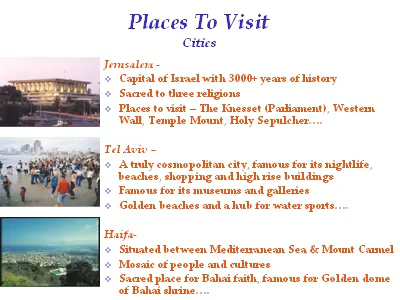 Places To Visit
Cities
Jerusalem -
Capital of Israel with 3000+ years of history
Sacred to three religions
Places to visit – The Knesset (Parliament), Western
Wall, Temple Mount, Holy Sepulcher….
Tel Aviv –
A truly cosmopolitan city, famous for its nightlife,
beaches, shopping and high rise buildings
Famous for its museums and galleries
Golden beaches and a hub for water sports….
Haifa-
Situated between Mediterranean Sea & Mount Carmel
Mosaic of people and cultures
Sacred place for Bahai faith, famous for Golden dome
of Bahai shrine….